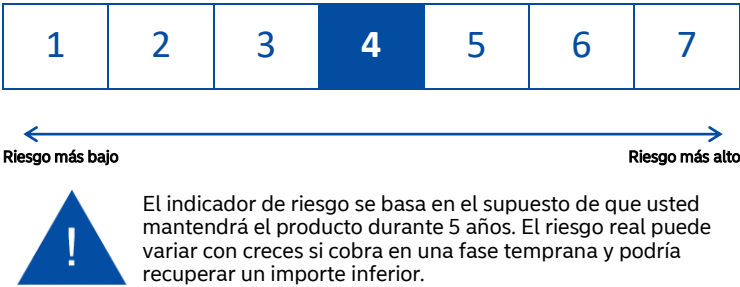 1 2 3 4 5 6 7
Riesgo más bajo Riesgo más alto
El indicador de riesgo se basa en el supuesto de que usted
mantendrá el producto durante 5 años. El riesgo real puede
variar con creces si cobra en una fase temprana y podría
recuperar un importe inferior.
!